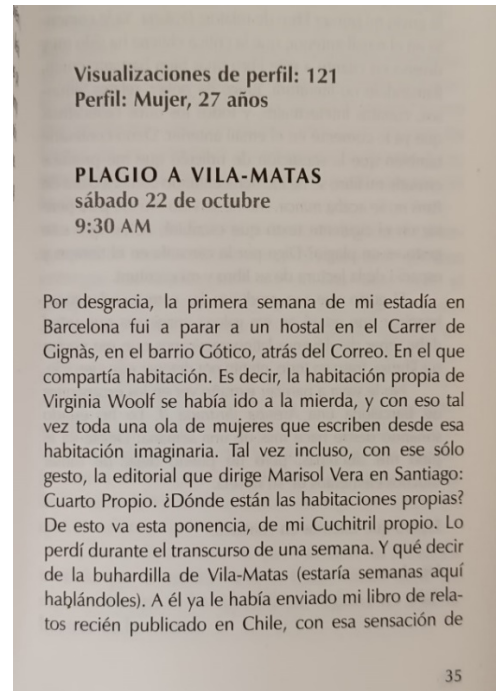 Visualizaciones de perfil: 121
Perfil: Mujer, 27 años
PLAGIO A VILA-MATAS
sábado 22 de octubre
9:30 AM
Por desgracia, la primera semana de mi estadía en
Barcelona fui a parar a un hostal en el Carrer de
Gignàs, en el barrio Gótico, atrás del Correo. En el que
compartía habitación. Es decir, la habitación propia de
Virginia Woolf se había ido a la mierda, y con eso tal
vez toda una ola de mujeres que escriben desde esa
habitación imaginaria. Tal vez incluso, con ese sólo
gesto, la editorial que dirige Marisol Vera en Santiago:
Cuarto Propio. ¿Dónde están las habitaciones propias?
De esto va esta ponencia, de mi Cuchitril propio. Lo
perdí durante el transcurso de una semana. Y qué decir
de la buhardilla de Vila-Matas (estaría semanas aquí
hablándoles). A él ya le había enviado mi libro de rela-
tos recién publicado en Chile, con esa sensación de
35